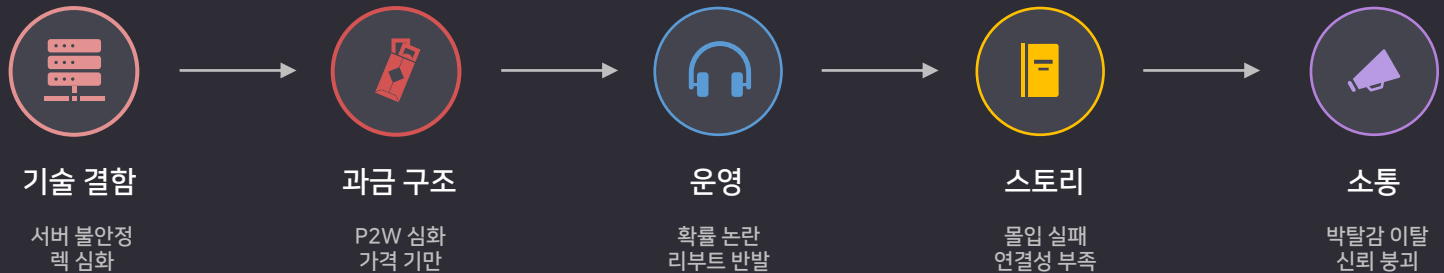 기술 결함
서버 불안정
렉 심화
과금 구조
P2W 심화
가격 기만
운영
확률 논란
리부트 반발
스토리
몰입 실패
연결성 부족
소통
박탈감 이탈
신뢰 붕괴